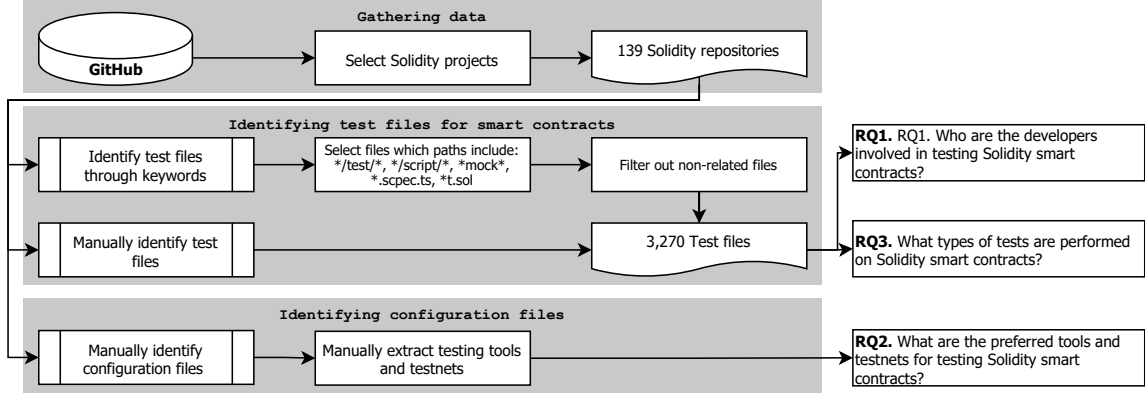 Gathering data
GitHub
Select Solidity projects
139 Solidity repositories
Identifying test files for smart contracts
Identify test files
through keywords
Select files which paths include:
*/test/*, */script/*, *mock*,
*.scpec.ts, *t.sol
Filter out non-related files
Manually identify test
files
3,270 Test files
RQ1. RQ1. Who are the developers
involved in testing Solidity smart
contracts?
RQ3. What types of tests are performed
on Solidity smart contracts?
Identifying configuration files
Manually identify
configuration files
Manually extract testing tools
and testnets
RQ2. What are the preferred tools and
testnets for testing Solidity smart
contracts?